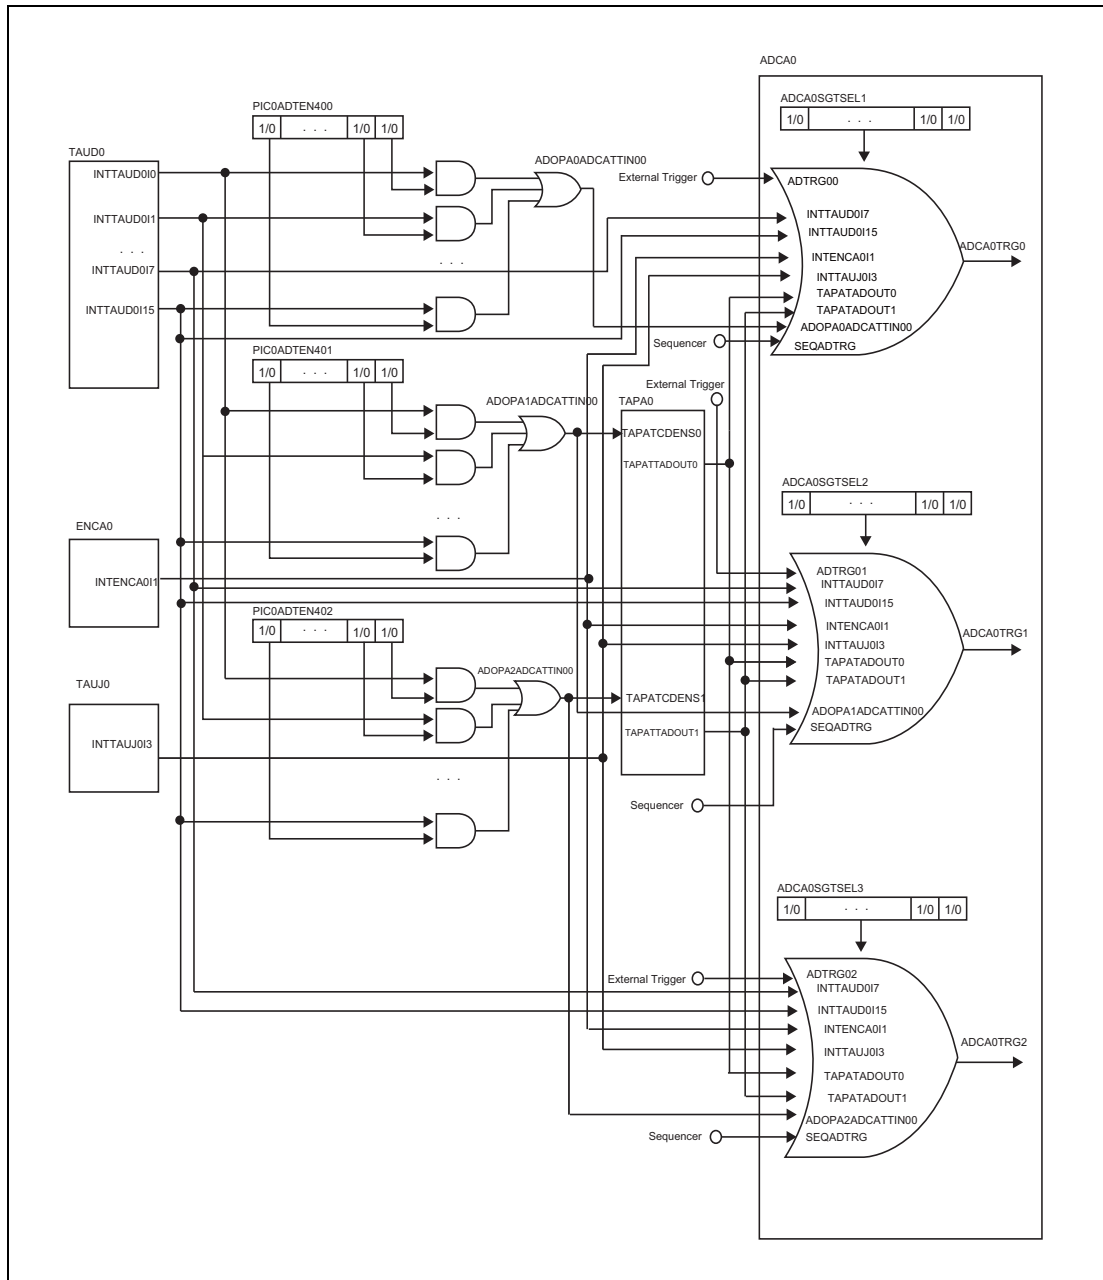 ADCA0
PIC0ADTEN400
1/0 . . . 1/0 1/0
ADCA0SGTSEL1
1/0 . . . 1/0 1/0
TAUD0
INTTAUD0I0
INTTAUD0I1
. . .
INTTAUD0I7
INTTAUD0I15
ADOPA0ADCATTIN00
. . .
External Trigger
ADTRG00
INTTAUD0I7
INTTAUD0I15
INTENCA0I1
INTTAUJ0I3
TAPATADOUT0
TAPATADOUT1
ADOPA0ADCATTIN00
Sequencer
SEQADTRG
ADCA0TRG0
PIC0ADTEN401
1/0 . . . 1/0 1/0
ADOPA1ADCATTIN00
. . .
TAPA0
TAPATCDENS0
TAPATTADOUT0
External Trigger
ADCA0SGTSEL2
1/0 . . . 1/0 1/0
ENCA0
INTENCA0I1
ADTRG01
INTTAUD0I7
INTTAUD0I15
INTENCA0I1
INTTAUJ0I3
TAPATADOUT0
TAPATADOUT1
ADOPA1ADCATTIN00
SEQADTRG
ADCA0TRG1
PIC0ADTEN402
1/0 . . . 1/0 1/0
ADOPA2ADCATTIN00
. . .
TAPATCDENS1
TAPATTADOUT1
TAUJ0
INTTAUJ0I3
Sequencer
ADCA0SGTSEL3
1/0 . . . 1/0 1/0
External Trigger
ADTRG02
INTTAUD0I7
INTTAUD0I15
INTENCA0I1
INTTAUJ0I3
TAPATADOUT0
TAPATADOUT1
ADOPA2ADCATTIN00
Sequencer
SEQADTRG
ADCA0TRG2